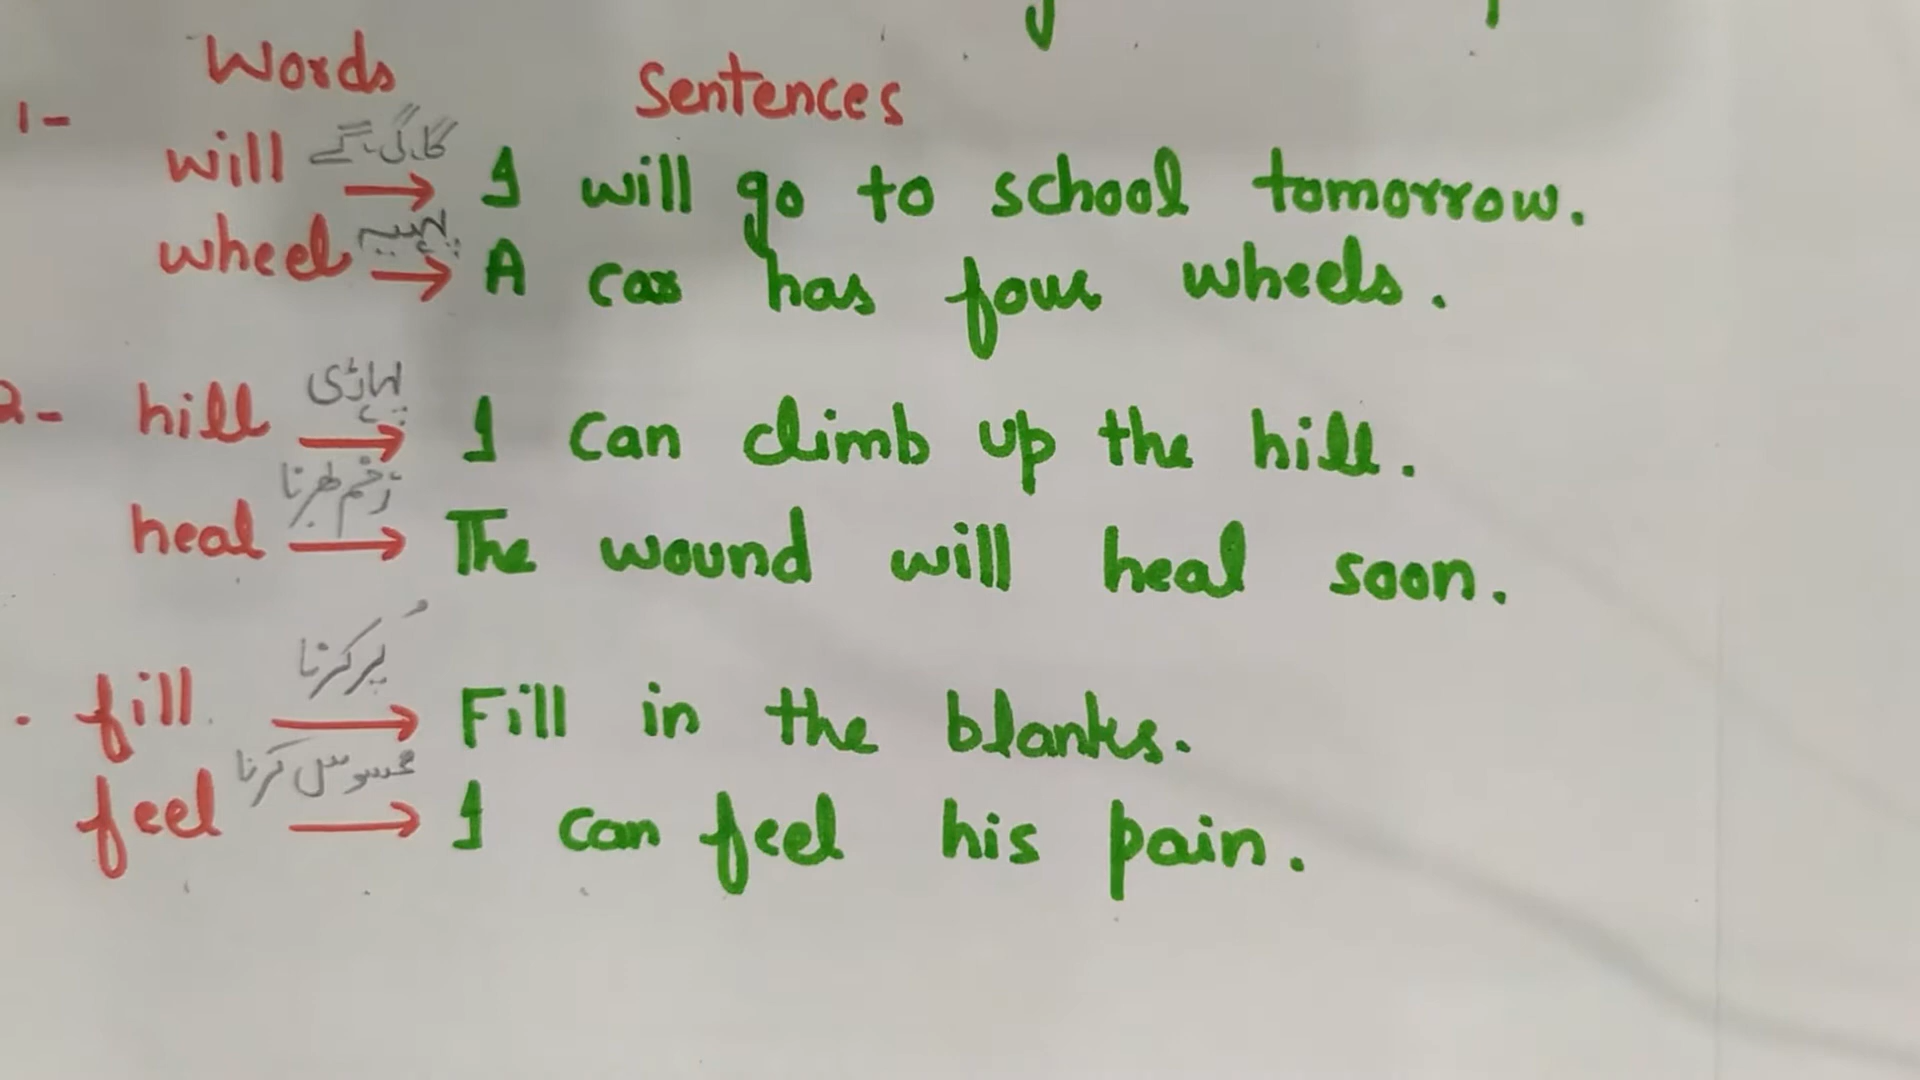 Words Sentences
1- will گا، گی، گے → I will go to school tomorrow.
wheel پہیہ → A car has four wheels.
2- hill پہاڑی → I can climb up the hill.
heal زخم بھرنا → The wound will heal soon.
fill پُر کرنا → Fill in the blanks.
feel محسوس کرنا → I can feel his pain.